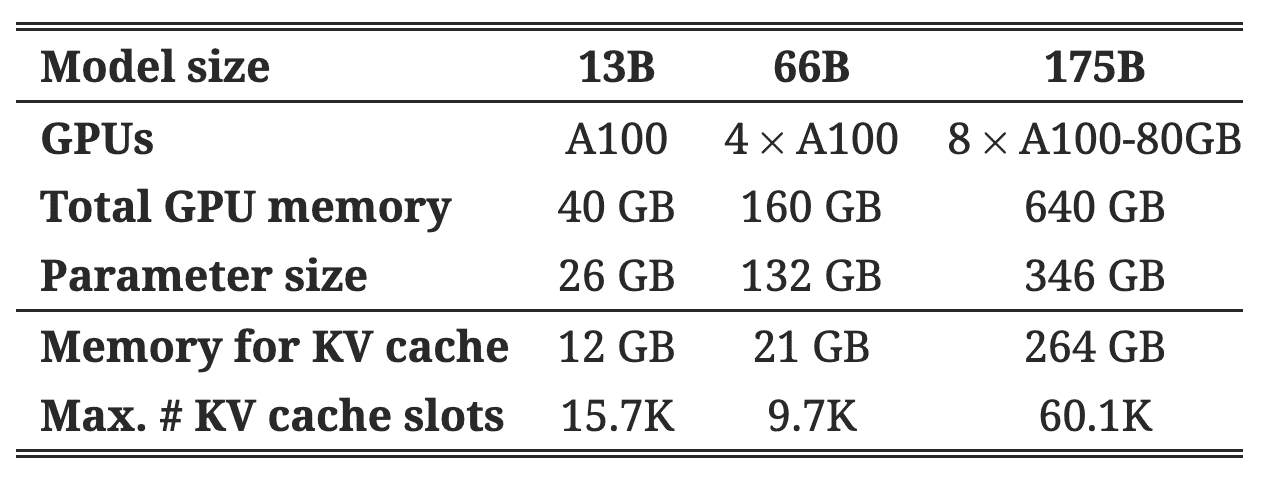 Model size 13B 66B 175B
GPUs A100 4 × A100 8 × A100-80GB
Total GPU memory 40 GB 160 GB 640 GB
Parameter size 26 GB 132 GB 346 GB
Memory for KV cache 12 GB 21 GB 264 GB
Max. # KV cache slots 15.7K 9.7K 60.1K